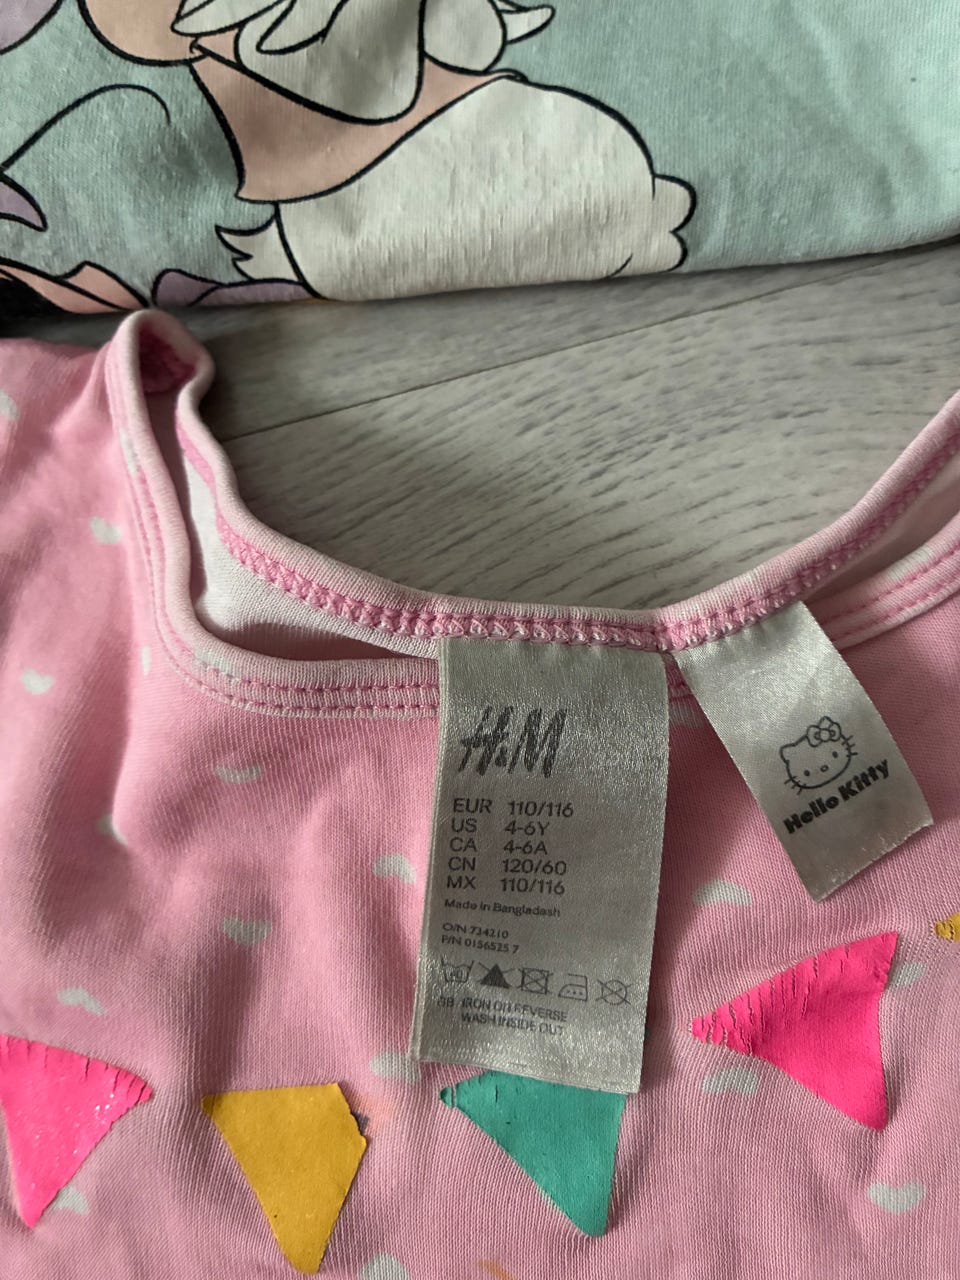 H&M
EUR 110/116
US 4-6Y
CA 4-6A
CN 120/60
MX 110/116
Made in Bangladesh
O/N 734210
P/N 0156525 7
GB IRON ON REVERSE
WASH INSIDE OUT
Hello Kitty